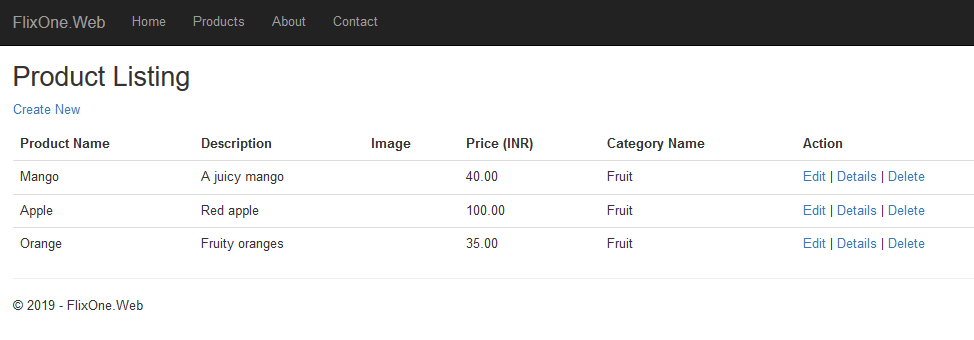 FlixOne.Web Home Products About Contact
Product Listing
Create New
Product Name Description Image Price (INR) Category Name Action
Mango A juicy mango 40.00 Fruit Edit | Details | Delete
Apple Red apple 100.00 Fruit Edit | Details | Delete
Orange Fruity oranges 35.00 Fruit Edit | Details | Delete
© 2019 - FlixOne.Web